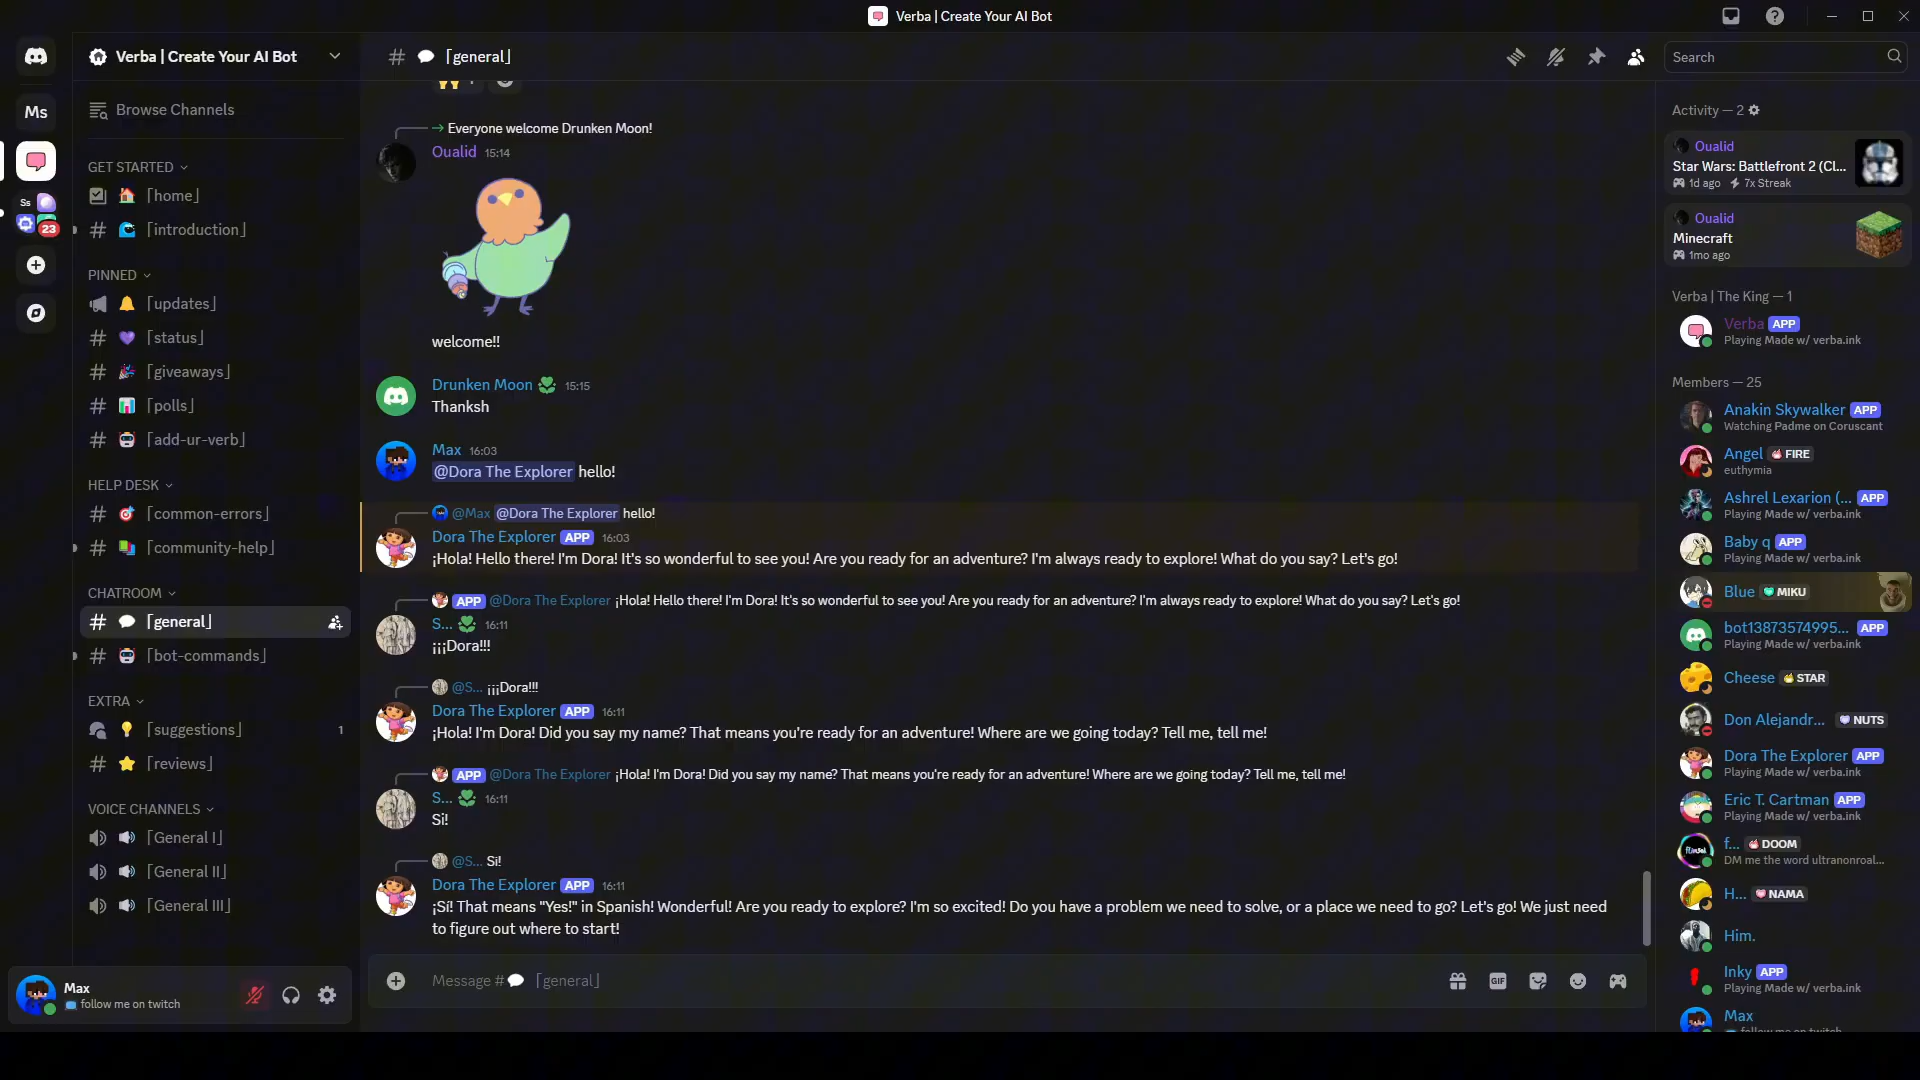 Verba | Create Your AI Bot
Verba | Create Your AI Bot
Ms
Ss
23
Browse Channels
GET STARTED
「home」
「introduction」
PINNED
「updates」
「status」
「giveaways」
「polls」
「add-ur-verb」
HELP DESK
「common-errors」
「community-help」
CHATROOM
「general」
「bot-commands」
EXTRA
「suggestions」 1
「reviews」
VOICE CHANNELS
「General I」
「General II」
「General III」
Max
follow me on twitch
# 「general」
Search
Everyone welcome Drunken Moon!
Oualid 15:14
welcome!!
Drunken Moon 15:15
Thanksh
Max 16:03
@Dora The Explorer hello!
@Max @Dora The Explorer hello!
Dora The Explorer APP 16:03
¡Hola! Hello there! I'm Dora! It's so wonderful to see you! Are you ready for an adventure? I'm always ready to explore! What do you say? Let's go!
APP @Dora The Explorer ¡Hola! Hello there! I'm Dora! It's so wonderful to see you! Are you ready for an adventure? I'm always ready to explore! What do you say? Let's go!
S... 16:11
¡¡¡Dora!!!
@S... ¡¡¡Dora!!!
Dora The Explorer APP 16:11
¡Hola! I'm Dora! Did you say my name? That means you're ready for an adventure! Where are we going today? Tell me, tell me!
APP @Dora The Explorer ¡Hola! I'm Dora! Did you say my name? That means you're ready for an adventure! Where are we going today? Tell me, tell me!
S... 16:11
Si!
@S... Si!
Dora The Explorer APP 16:11
¡Sí! That means "Yes!" in Spanish! Wonderful! Are you ready to explore? I'm so excited! Do you have a problem we need to solve, or a place we need to go? Let's go! We just need
to figure out where to start!
Message # 「general」
GIF
Activity — 2
Oualid
Star Wars: Battlefront 2 (Cl...
1d ago 7x Streak
Oualid
Minecraft
1mo ago
Verba | The King — 1
Verba APP
Playing Made w/ verba.ink
Members — 25
Anakin Skywalker APP
Watching Padme on Coruscant
Angel FIRE
euthymia
Ashrel Lexarion (... APP
Playing Made w/ verba.ink
Baby q APP
Playing Made w/ verba.ink
Blue MIKU
bot13873574995... APP
Playing Made w/ verba.ink
Cheese STAR
Don Alejandr... NUTS
Dora The Explorer APP
Playing Made w/ verba.ink
Eric T. Cartman APP
Playing Made w/ verba.ink
f... DOOM
DM me the word ultranonroal...
H... NAMA
Him.
Inky APP
Playing Made w/ verba.ink
Max
follow me on twitch